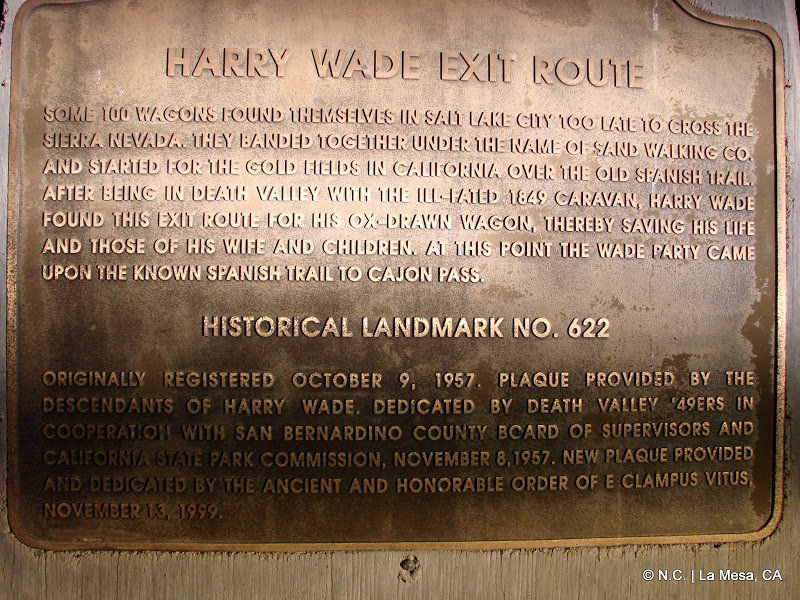 HARRY WADE EXIT ROUTE
SOME 100 WAGONS FOUND THEMSELVES IN SALT LAKE CITY TOO LATE TO CROSS THE
SIERRA NEVADA. THEY BANDED TOGETHER UNDER THE NAME OF SAND WALKING CO.
AND STARTED FOR THE GOLD FIELDS IN CALIFORNIA OVER THE OLD SPANISH TRAIL.
AFTER BEING IN DEATH VALLEY WITH THE ILL-FATED 1849 CARAVAN, HARRY WADE
FOUND THIS EXIT ROUTE FOR HIS OX-DRAWN WAGON, THEREBY SAVING HIS LIFE
AND THOSE OF HIS WIFE AND CHILDREN. AT THIS POINT THE WADE PARTY CAME
UPON THE KNOWN SPANISH TRAIL TO CAJON PASS.
HISTORICAL LANDMARK NO. 622
ORIGINALLY REGISTERED OCTOBER 9, 1957. PLAQUE PROVIDED BY THE
DESCENDANTS OF HARRY WADE. DEDICATED BY DEATH VALLEY '49ERS IN
COOPERATION WITH SAN BERNARDINO COUNTY BOARD OF SUPERVISORS AND
CALIFORNIA STATE PARK COMMISSION, NOVEMBER 8,1957. NEW PLAQUE PROVIDED
AND DEDICATED BY THE ANCIENT AND HONORABLE ORDER OF E CLAMPUS VITUS,
NOVEMBER 13, 1999.
© N.C. | La Mesa, CA